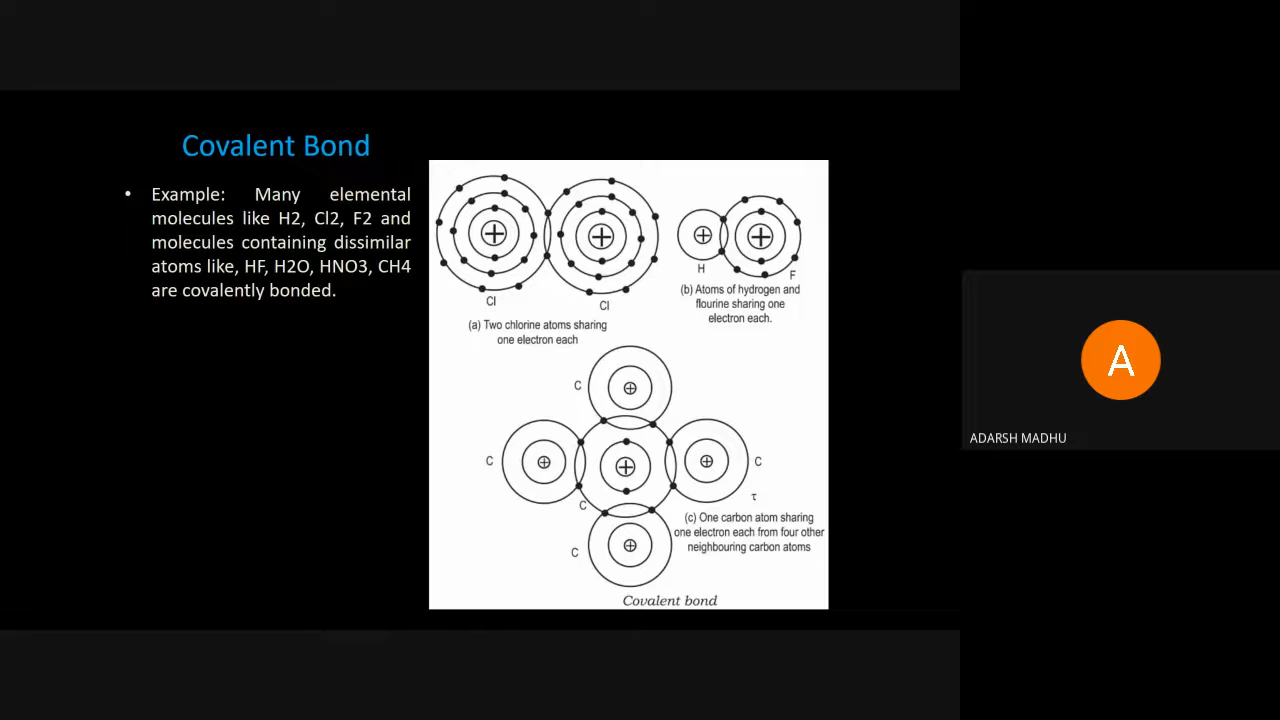 Covalent Bond
• Example: Many elemental
molecules like H2, Cl2, F2 and
molecules containing dissimilar
atoms like, HF, H2O, HNO3, CH4
are covalently bonded.
Cl
Cl
(a) Two chlorine atoms sharing
one electron each
H
F
(b) Atoms of hydrogen and
flourine sharing one
electron each.
C
C
C
C
C
τ
(c) One carbon atom sharing
one electron each from four other
neighbouring carbon atoms
Covalent bond
A
ADARSH MADHU